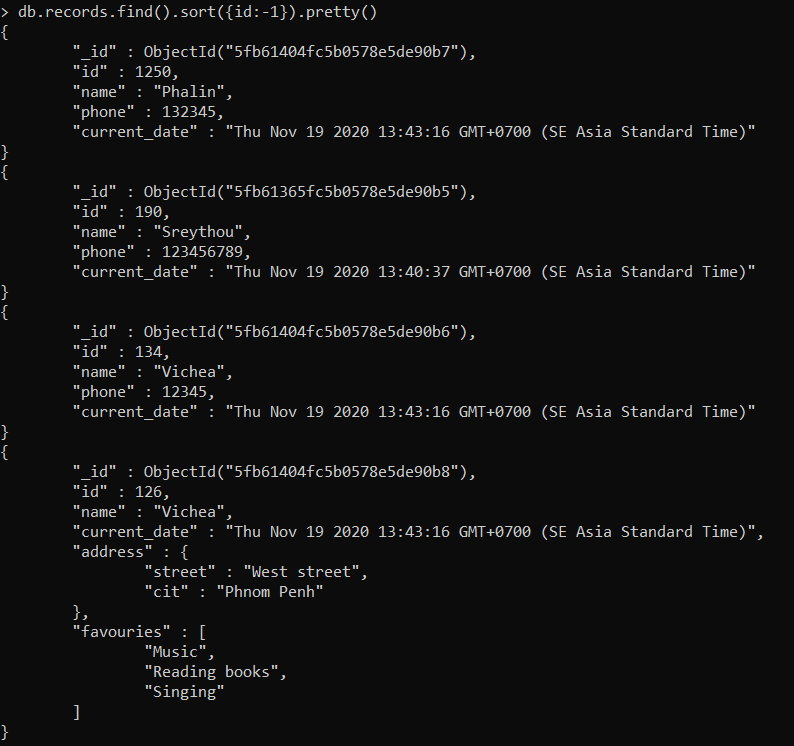 > db.records.find().sort({id:-1}).pretty()
{
        "_id" : ObjectId("5fb61404fc5b0578e5de90b7"),
        "id" : 1250,
        "name" : "Phalin",
        "phone" : 132345,
        "current_date" : "Thu Nov 19 2020 13:43:16 GMT+0700 (SE Asia Standard Time)"
}
{
        "_id" : ObjectId("5fb61365fc5b0578e5de90b5"),
        "id" : 190,
        "name" : "Sreythou",
        "phone" : 123456789,
        "current_date" : "Thu Nov 19 2020 13:40:37 GMT+0700 (SE Asia Standard Time)"
}
{
        "_id" : ObjectId("5fb61404fc5b0578e5de90b6"),
        "id" : 134,
        "name" : "Vichea",
        "phone" : 12345,
        "current_date" : "Thu Nov 19 2020 13:43:16 GMT+0700 (SE Asia Standard Time)"
}
{
        "_id" : ObjectId("5fb61404fc5b0578e5de90b8"),
        "id" : 126,
        "name" : "Vichea",
        "current_date" : "Thu Nov 19 2020 13:43:16 GMT+0700 (SE Asia Standard Time)",
        "address" : {
                "street" : "West street",
                "cit" : "Phnom Penh"
        },
        "favouries" : [
                "Music",
                "Reading books",
                "Singing"
        ]
}